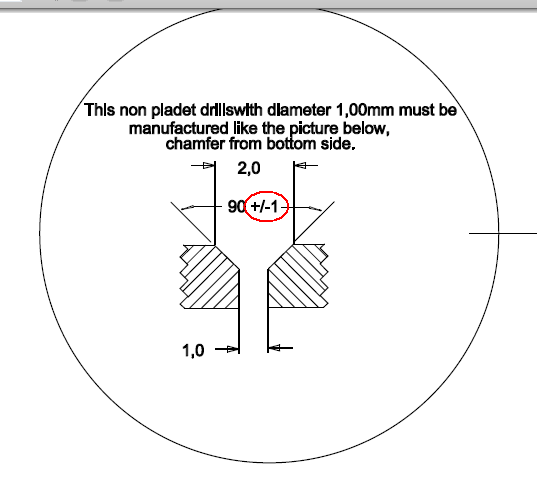 This non pladet drillswith diameter 1,00mm must be
manufactured like the picture below,
chamfer from bottom side.
2,0
90 +/-1
1,0